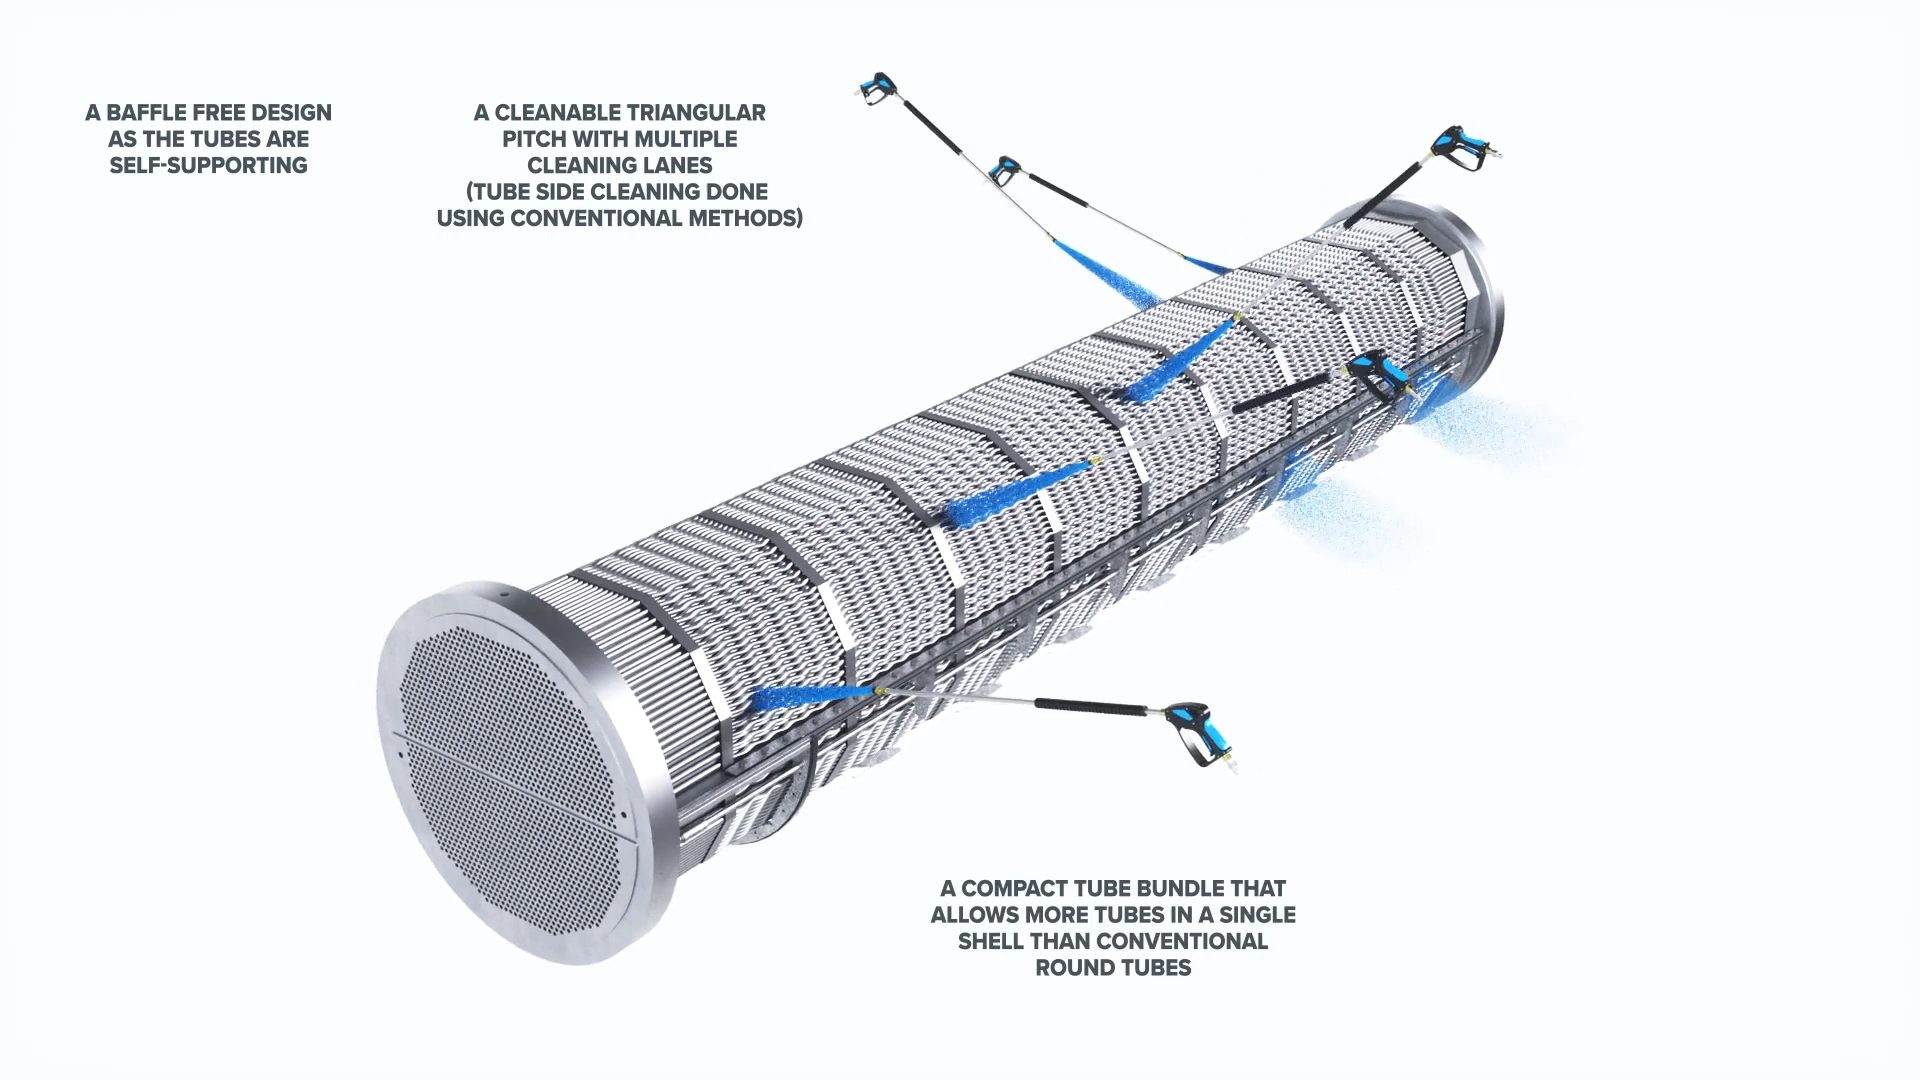 A BAFFLE FREE DESIGN
AS THE TUBES ARE
SELF-SUPPORTING
A CLEANABLE TRIANGULAR
PITCH WITH MULTIPLE
CLEANING LANES
(TUBE SIDE CLEANING DONE
USING CONVENTIONAL METHODS)
A COMPACT TUBE BUNDLE THAT
ALLOWS MORE TUBES IN A SINGLE
SHELL THAN CONVENTIONAL
ROUND TUBES